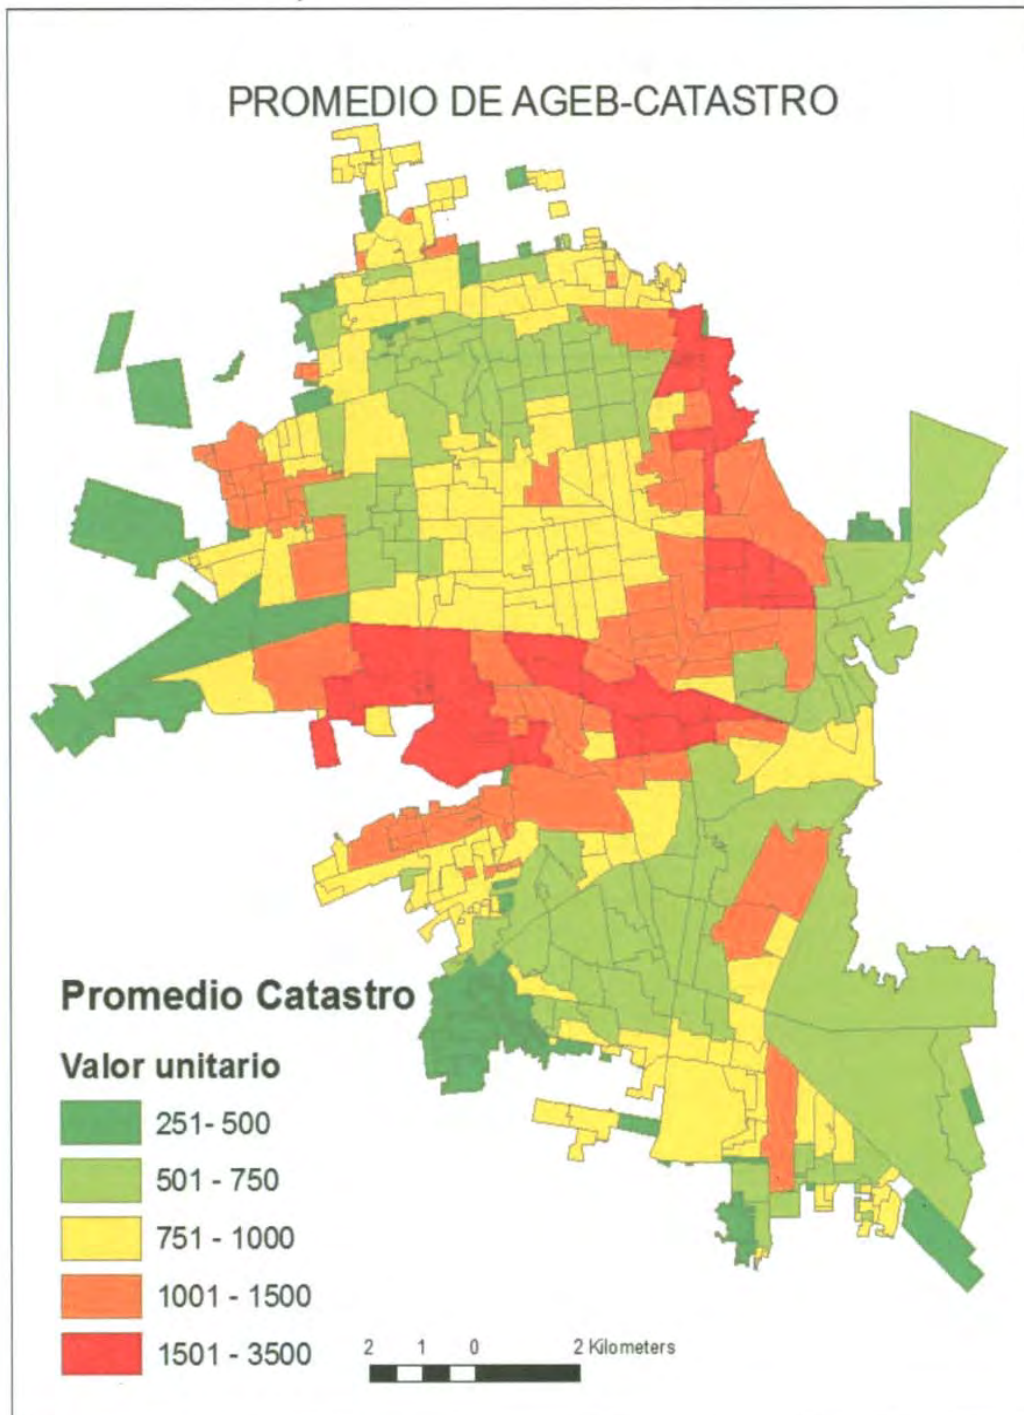 PROMEDIO DE AGEB-CATASTRO
Promedio Catastro
Valor unitario
251- 500
501 - 750
751 - 1000
1001 - 1500
1501 - 3500
2 1 0 2 Kilometers